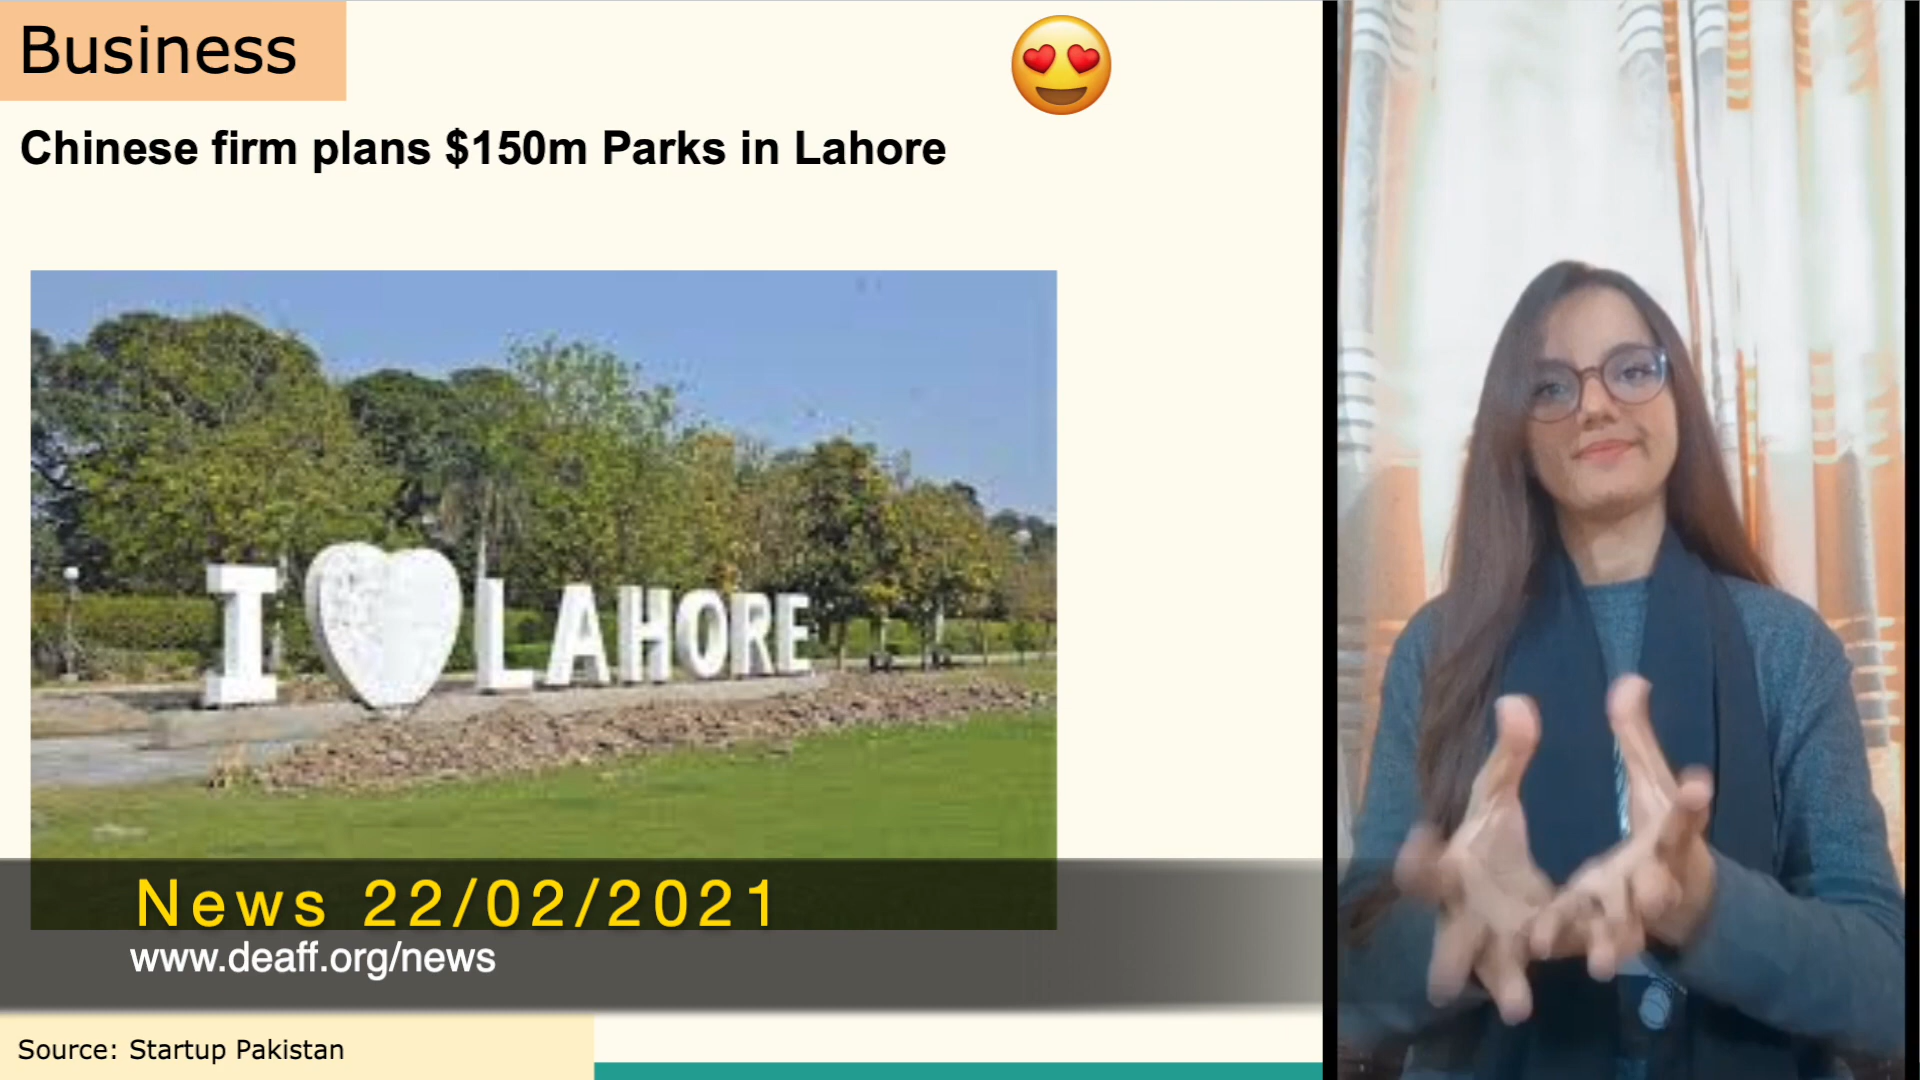 Business
Chinese firm plans $150m Parks in Lahore
I LAHORE
News 22/02/2021
www.deaff.org/news
Source: Startup Pakistan